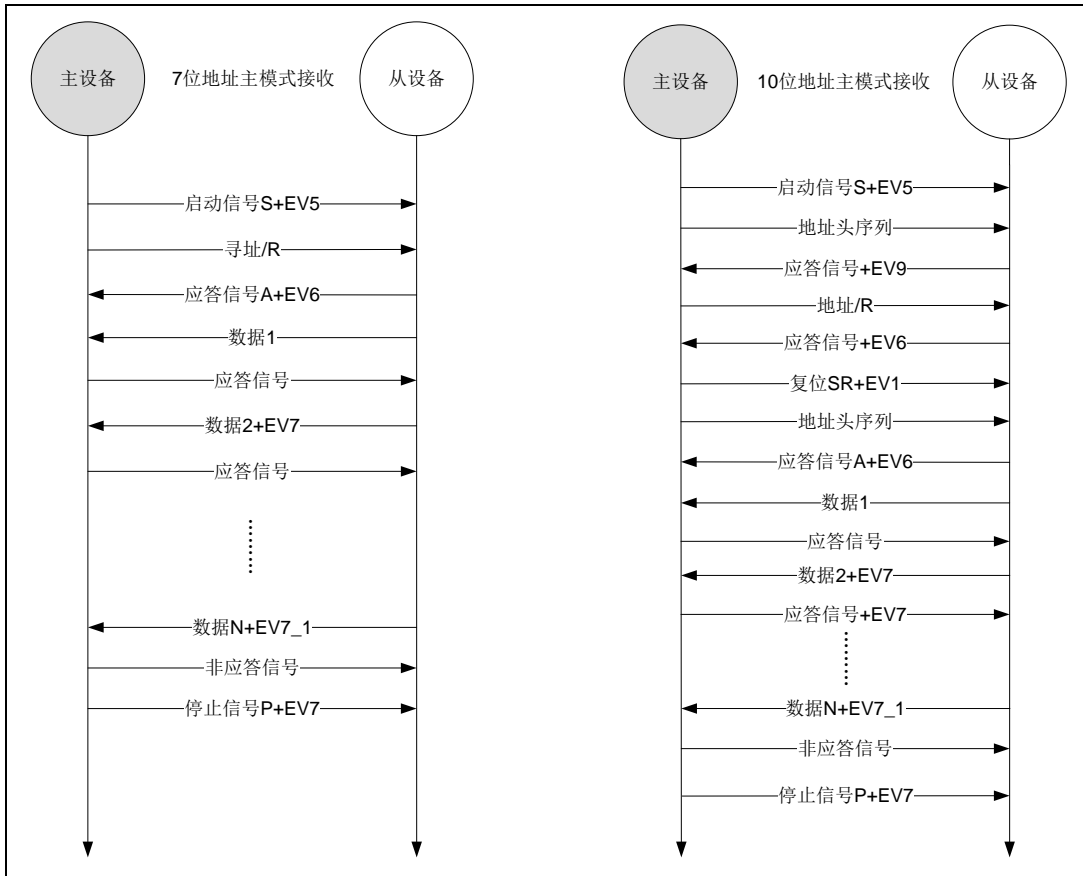 主设备
7位地址主模式接收
从设备
启动信号S+EV5
寻址/R
应答信号A+EV6
数据1
应答信号
数据2+EV7
应答信号
数据N+EV7_1
非应答信号
停止信号P+EV7
主设备
10位地址主模式接收
从设备
启动信号S+EV5
地址头序列
应答信号+EV9
地址/R
应答信号+EV6
复位SR+EV1
地址头序列
应答信号A+EV6
数据1
应答信号
数据2+EV7
应答信号+EV7
数据N+EV7_1
非应答信号
停止信号P+EV7